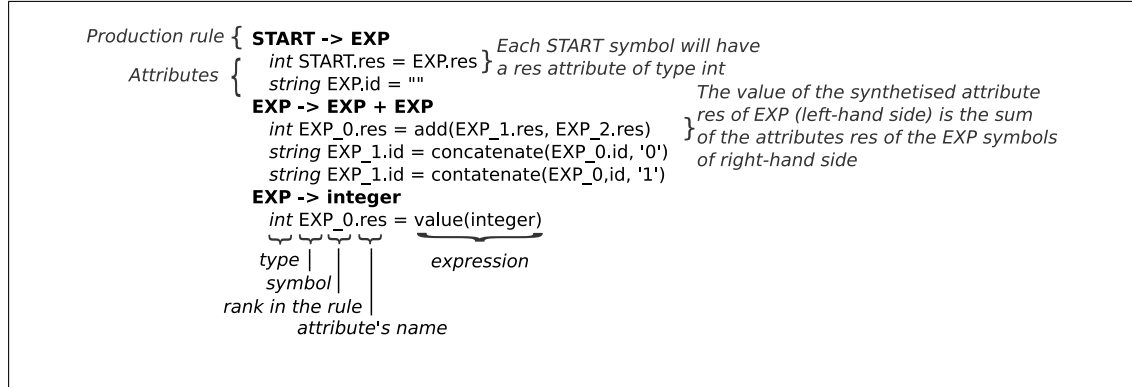 Production rule { START -> EXP
Attributes { int START.res = EXP.res } Each START symbol will have
a res attribute of type int
string EXP.id = ""
EXP -> EXP + EXP
int EXP_0.res = add(EXP_1.res, EXP_2.res)
string EXP_1.id = concatenate(EXP_0.id, '0')
string EXP_1.id = contatenate(EXP_0,id, '1')
} The value of the synthetised attribute
res of EXP (left-hand side) is the sum
of the attributes res of the EXP symbols
of right-hand side
EXP -> integer
int EXP_0.res = value(integer)
type
expression
symbol
rank in the rule
attribute's name